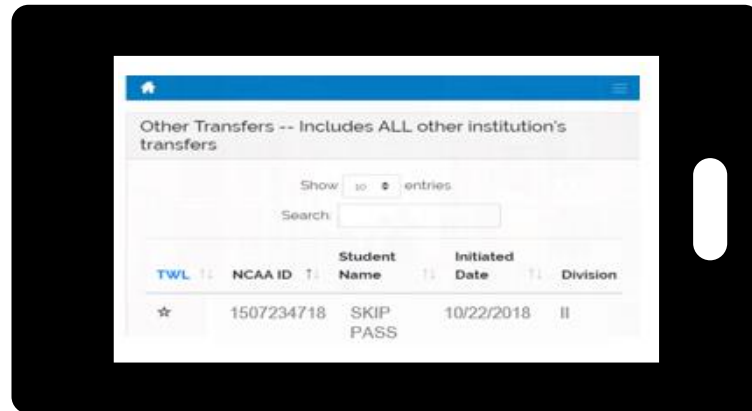 Other Transfers -- Includes ALL other institution's
transfers
Show 10 entries
Search:
TWL NCAA ID Student Name Initiated Date Division
1507234718 SKIP PASS 10/22/2018 II